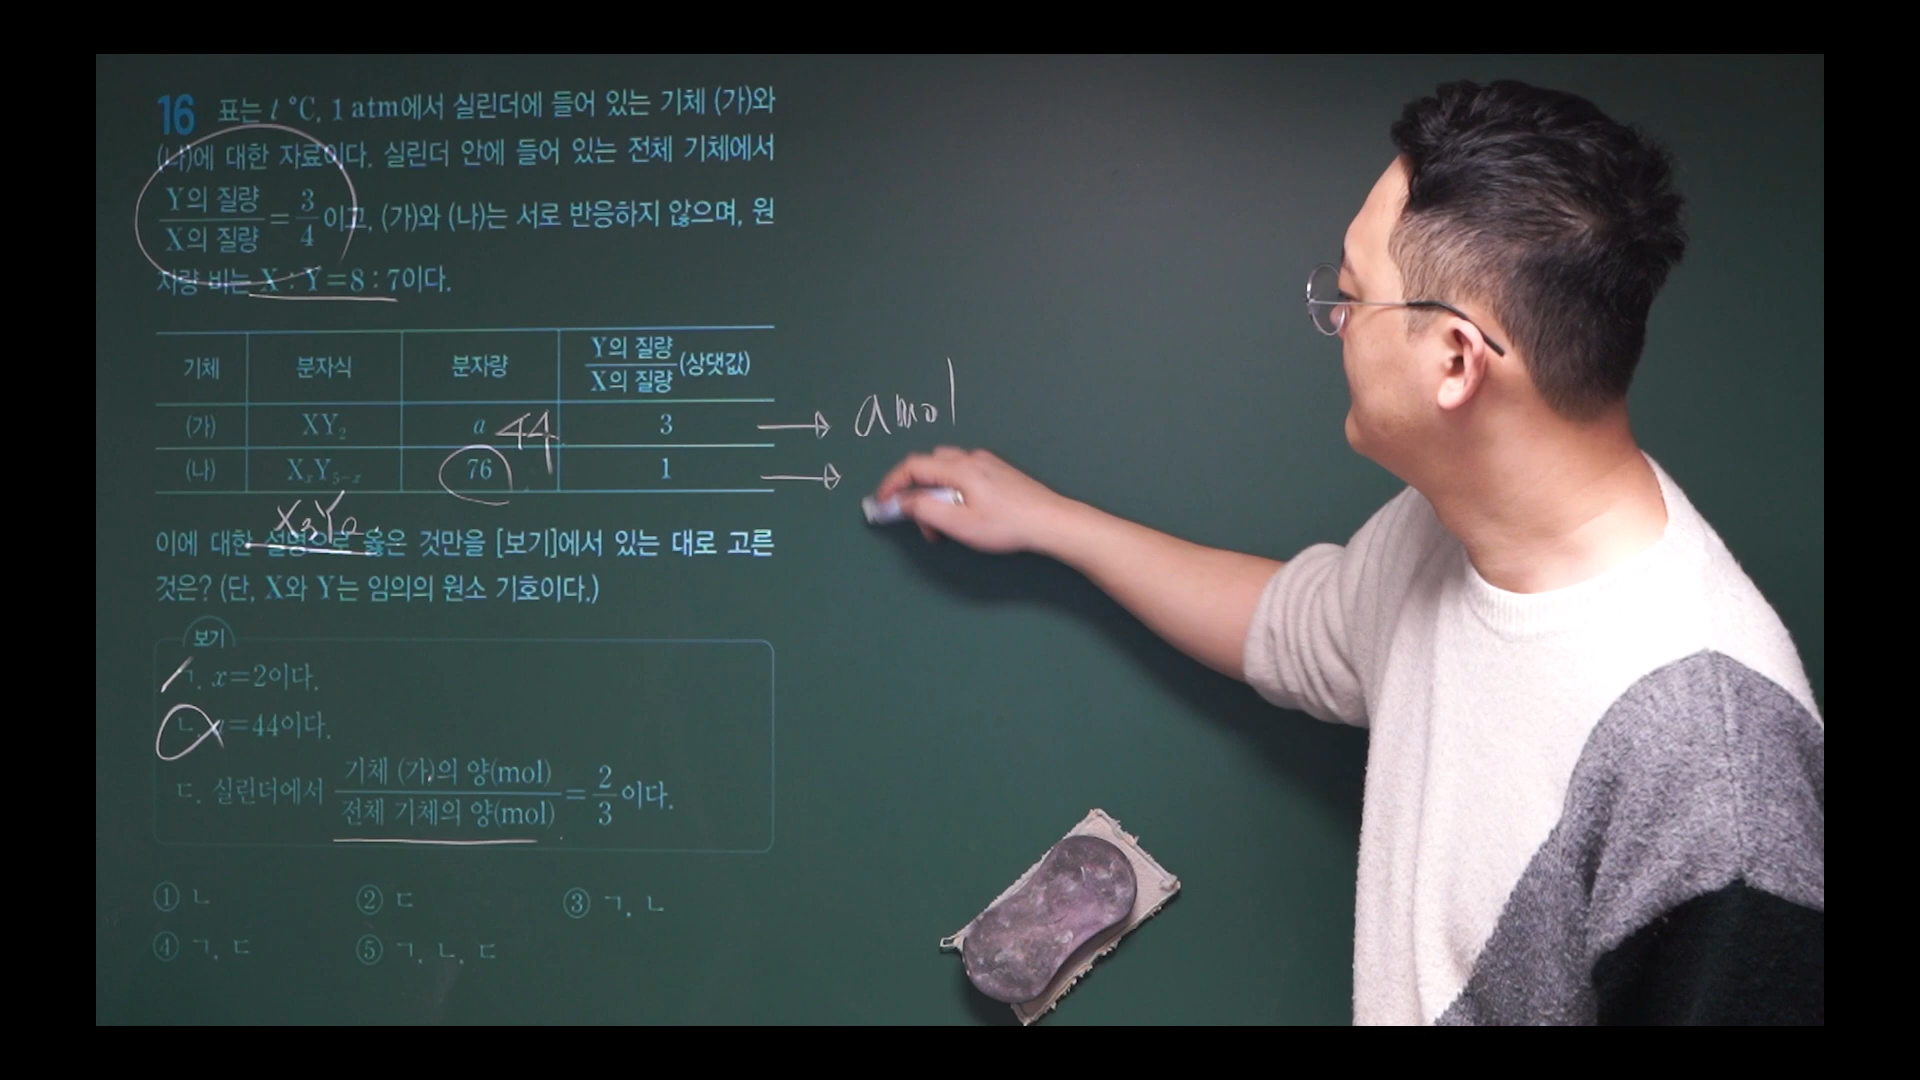 16 표는 t ℃, 1 atm에서 실린더에 들어 있는 기체 (가)와
(나)에 대한 자료이다. 실린더 안에 들어 있는 전체 기체에서
Y의 질량/X의 질량 = 3/4 이고, (가)와 (나)는 서로 반응하지 않으며, 원
자량 비는 X : Y = 8 : 7이다.
기체 분자식 분자량 Y의 질량/X의 질량 (상댓값)
(가) XY₂ a 44 3 → a mol
(나) XₓY₅₋ₓ 76 1 →
X₃Y₂
이에 대한 설명으로 옳은 것만을 [보기]에서 있는 대로 고른
것은? (단, X와 Y는 임의의 원소 기호이다.)
보기
ㄱ. x=2이다.
ㄴ. a=44이다.
ㄷ. 실린더에서 기체 (가)의 양(mol)/전체 기체의 양(mol) = 2/3 이다.
① ㄴ ② ㄷ ③ ㄱ, ㄴ
④ ㄱ, ㄷ ⑤ ㄱ, ㄴ, ㄷ